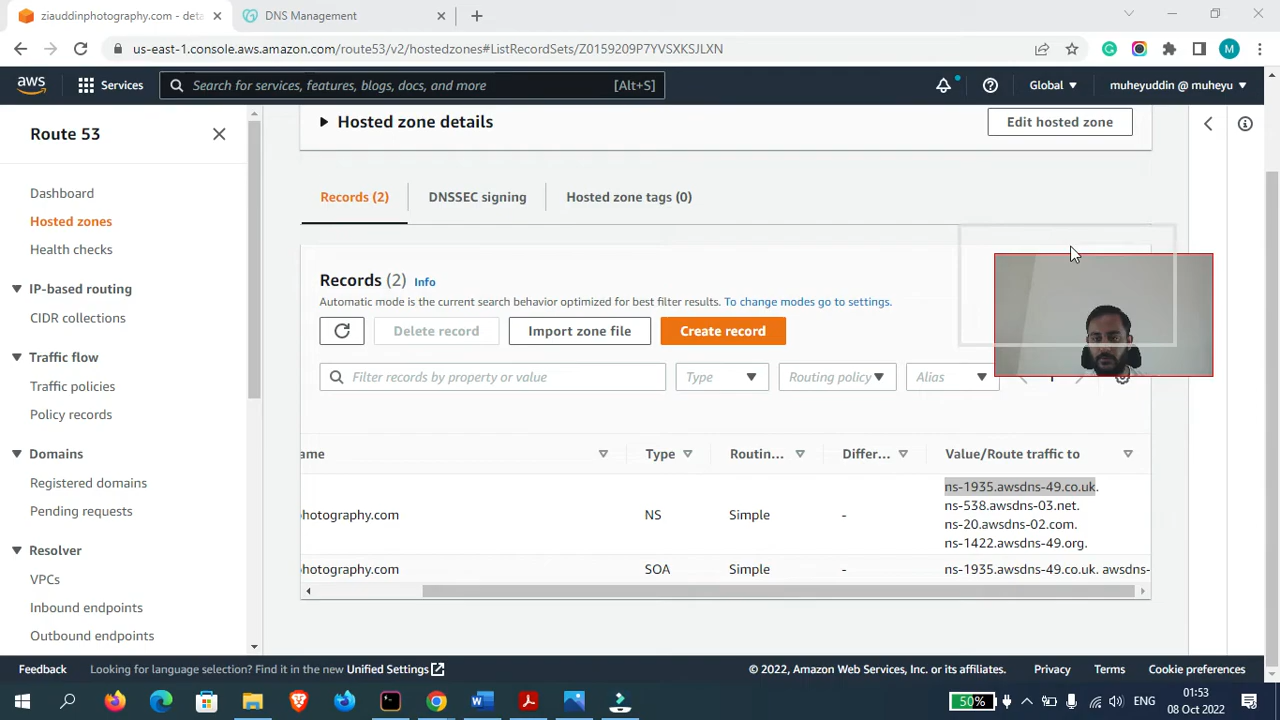 ziauddinphotography.com - deta
DNS Management
us-east-1.console.aws.amazon.com/route53/v2/hostedzones#ListRecordSets/Z0159209P7YVSXKSJLXN
M
aws
Services
Search for services, features, blogs, docs, and more
[Alt+S]
Global
muheyuddin @ muheyu
Route 53
Dashboard
Hosted zones
Health checks
IP-based routing
CIDR collections
Traffic flow
Traffic policies
Policy records
Domains
Registered domains
Pending requests
Resolver
VPCs
Inbound endpoints
Outbound endpoints
Hosted zone details
Edit hosted zone
Records (2)
DNSSEC signing
Hosted zone tags (0)
Records (2) Info
Automatic mode is the current search behavior optimized for best filter results. To change modes go to settings.
Delete record
Import zone file
Create record
Filter records by property or value
Type
Routing policy
Alias
1
ame
Type
Routin...
Differ...
Value/Route traffic to
hotography.com
NS
Simple
-
ns-1935.awsdns-49.co.uk.
ns-538.awsdns-03.net.
ns-20.awsdns-02.com.
ns-1422.awsdns-49.org.
hotography.com
SOA
Simple
-
ns-1935.awsdns-49.co.uk. awsdns-
Feedback
Looking for language selection? Find it in the new Unified Settings
© 2022, Amazon Web Services, Inc. or its affiliates.
Privacy
Terms
Cookie preferences
50%
ENG
01:53
08 Oct 2022